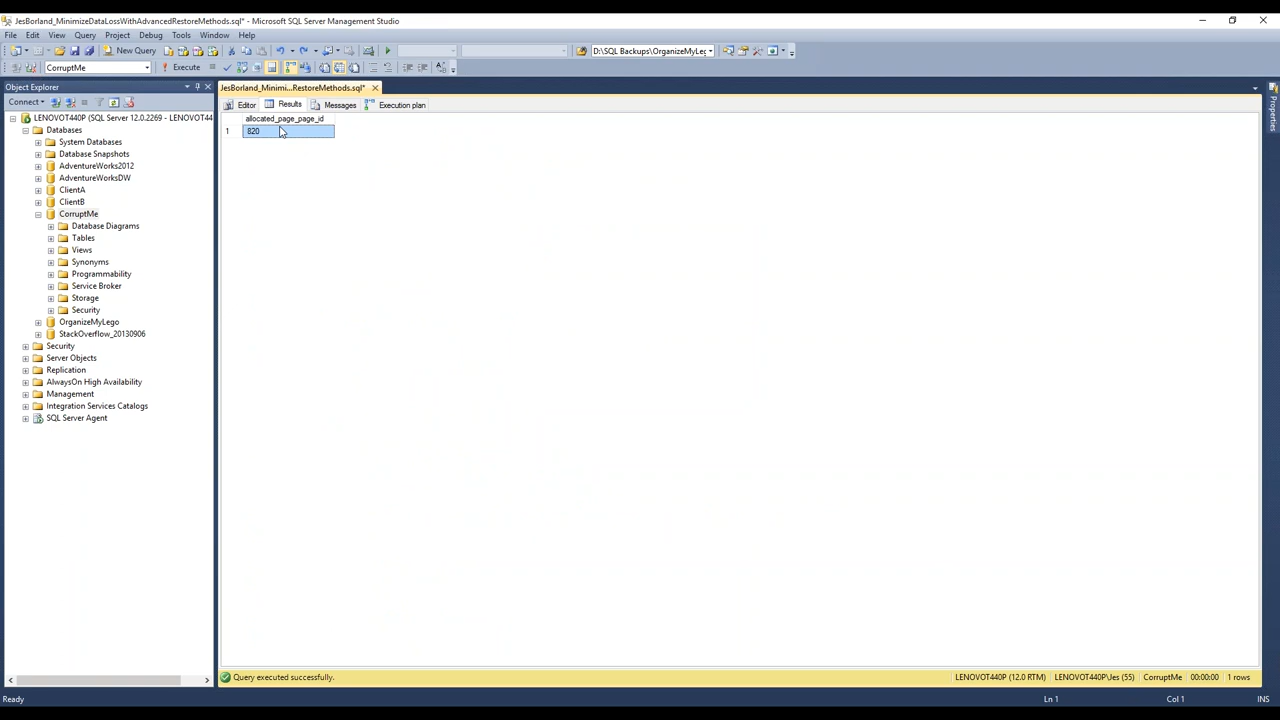 JesBorland_MinimizeDataLossWithAdvancedRestoreMethods.sql* - Microsoft SQL Server Management Studio
File Edit View Query Project Debug Tools Window Help
New Query D:\SQL Backups\OrganizeMyLeg
CorruptMe Execute
Object Explorer
JesBorland_Minimi...RestoreMethods.sql*
Connect
Editor Results Messages Execution plan
LENOVOT440P (SQL Server 12.0.2269 - LENOVOT44
Databases
System Databases
Database Snapshots
AdventureWorks2012
AdventureWorksDW
ClientA
ClientB
CorruptMe
Database Diagrams
Tables
Views
Synonyms
Programmability
Service Broker
Storage
Security
OrganizeMyLego
StackOverflow_20130906
Security
Server Objects
Replication
AlwaysOn High Availability
Management
Integration Services Catalogs
SQL Server Agent
allocated_page_page_id
1 820
Properties
Query executed successfully. LENOVOT440P (12.0 RTM) LENOVOT440P\Jes (55) CorruptMe 00:00:00 1 rows
Ready Ln 1 Col 1 INS